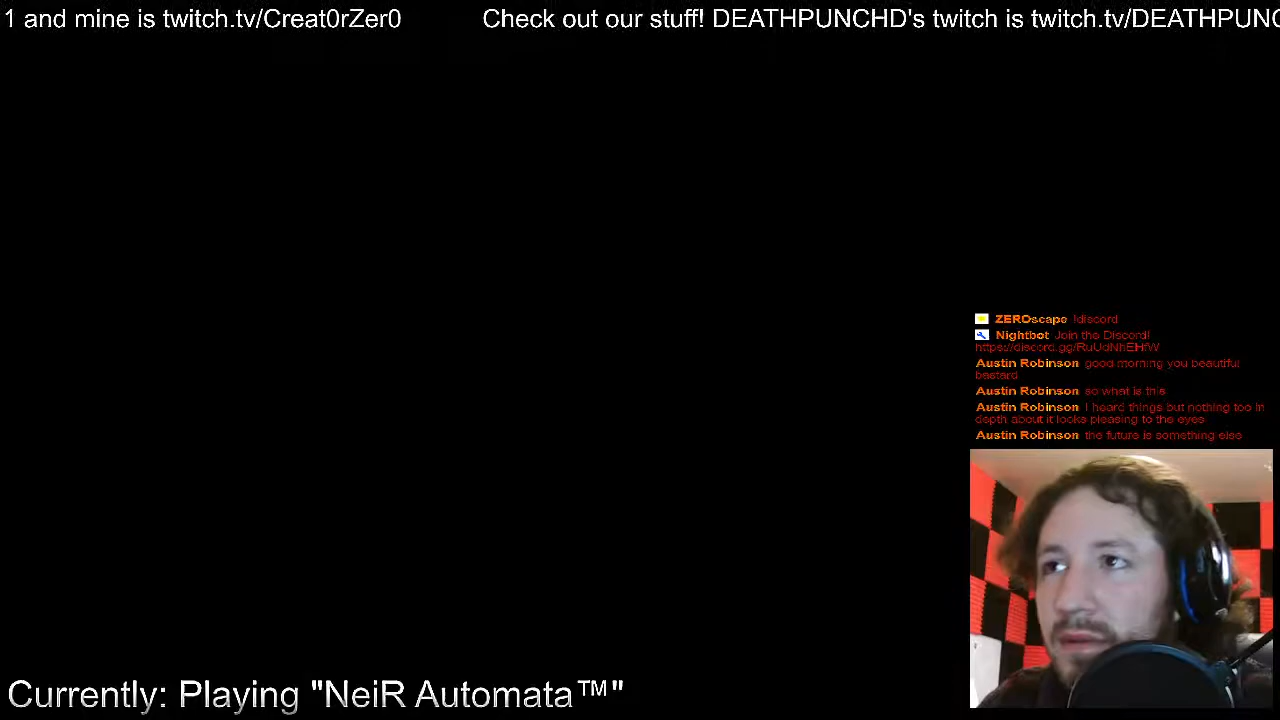 1 and mine is twitch.tv/Creat0rZer0 Check out our stuff! DEATHPUNCHD's twitch is twitch.tv/DEATHPUNC
ZEROscape !discord
Nightbot Join the Discord!
Austin Robinson good morning you beautiful
bastard
Austin Robinson so what is this
Austin Robinson I heard things but nothing too in
depth about it looks pleasing to the eyes
Austin Robinson the future is something else
Currently: Playing "NeiR Automata™"